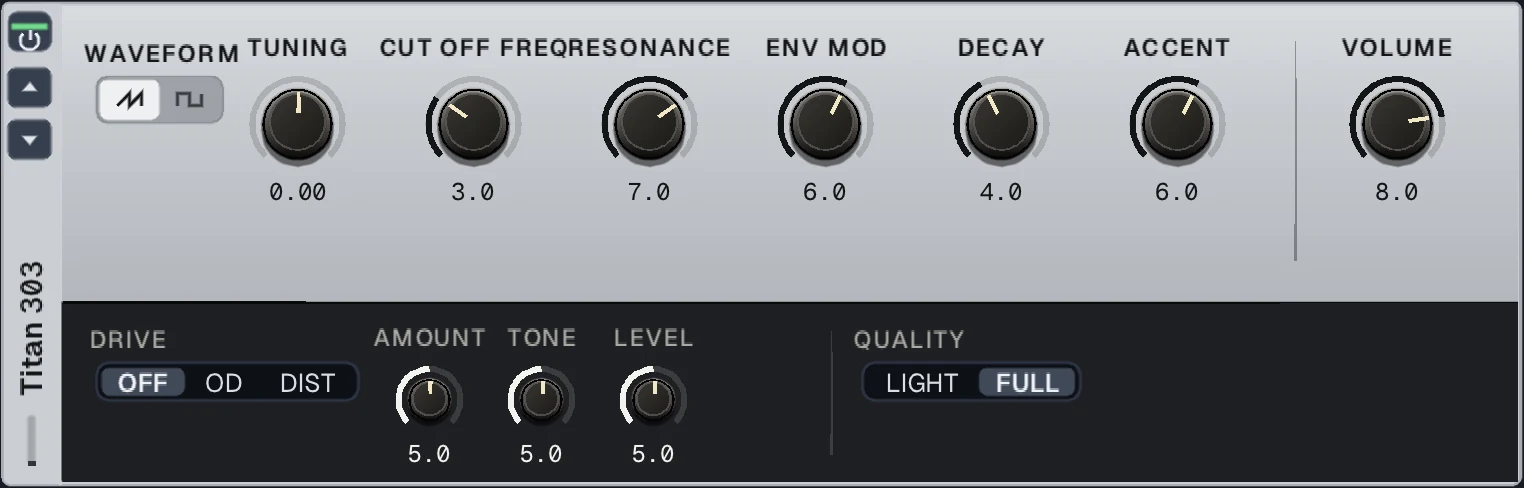 WAVEFORM TUNING CUT OFF FREQ RESONANCE ENV MOD DECAY ACCENT VOLUME
0.00 3.0 7.0 6.0 4.0 6.0 8.0
Titan 303
DRIVE AMOUNT TONE LEVEL QUALITY
OFF OD DIST LIGHT FULL
5.0 5.0 5.0